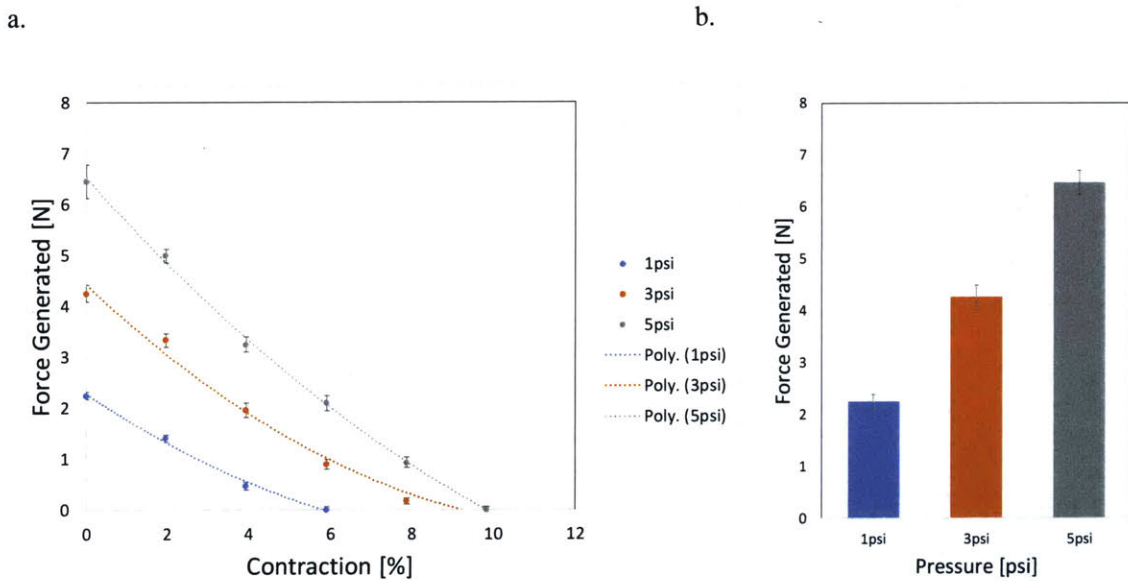 a.
8
7
6
5
4
3
2
1
0
Force Generated [N]
0 2 4 6 8 10 12
Contraction [%]
1psi
3psi
5psi
Poly. (1psi)
Poly. (3psi)
Poly. (5psi)
b.
8
7
6
5
4
3
2
1
0
Force Generated [N]
1psi 3psi 5psi
Pressure [psi]